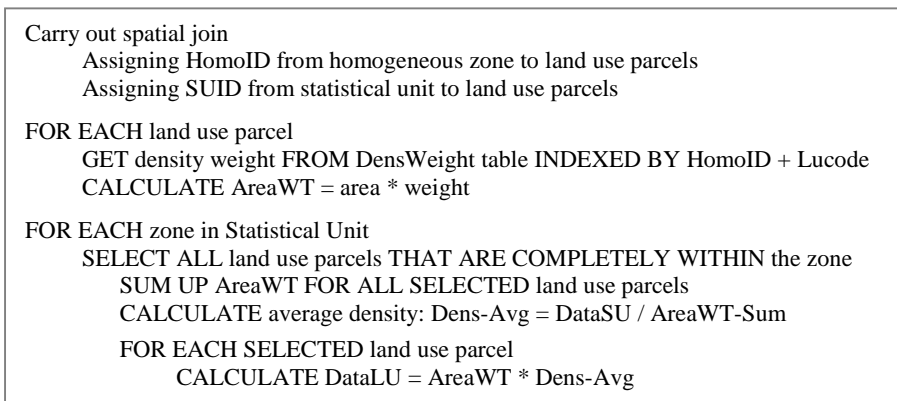 Carry out spatial join
Assigning HomoID from homogeneous zone to land use parcels
Assigning SUID from statistical unit to land use parcels
FOR EACH land use parcel
GET density weight FROM DensWeight table INDEXED BY HomoID + Lucode
CALCULATE AreaWT = area * weight
FOR EACH zone in Statistical Unit
SELECT ALL land use parcels THAT ARE COMPLETELY WITHIN the zone
SUM UP AreaWT FOR ALL SELECTED land use parcels
CALCULATE average density: Dens-Avg = DataSU / AreaWT-Sum
FOR EACH SELECTED land use parcel
CALCULATE DataLU = AreaWT * Dens-Avg